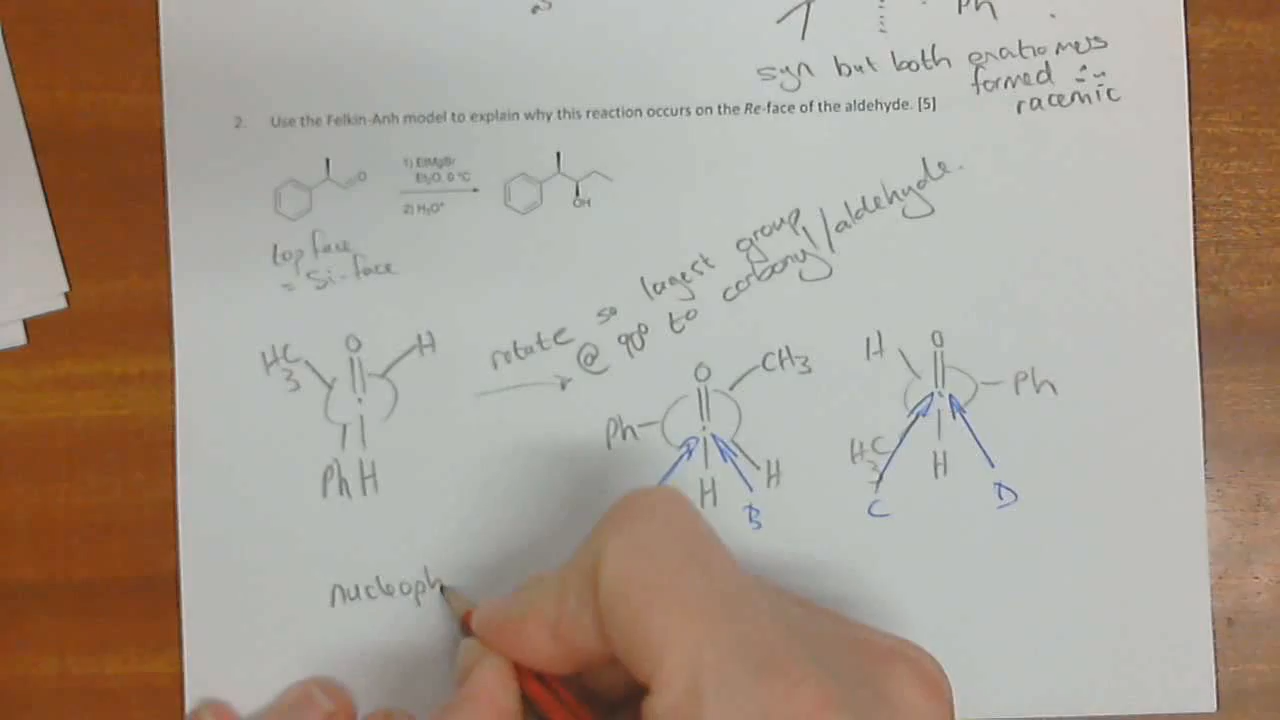 Ph
syn but both enatiomers
formed ∴
racemic
2. Use the Felkin-Anh model to explain why this reaction occurs on the Re-face of the aldehyde. [5]
1) EtMgBr
Et₂O, 0 °C
2) H₃O⁺
O
OH
top face
= Si-face
rotate so largest group
@ 90° to carbonyl/aldehyde.
H₃C O H
Ph H
O CH3
Ph
H H
B
H O
Ph
H₃C
H
C D
nucleoph